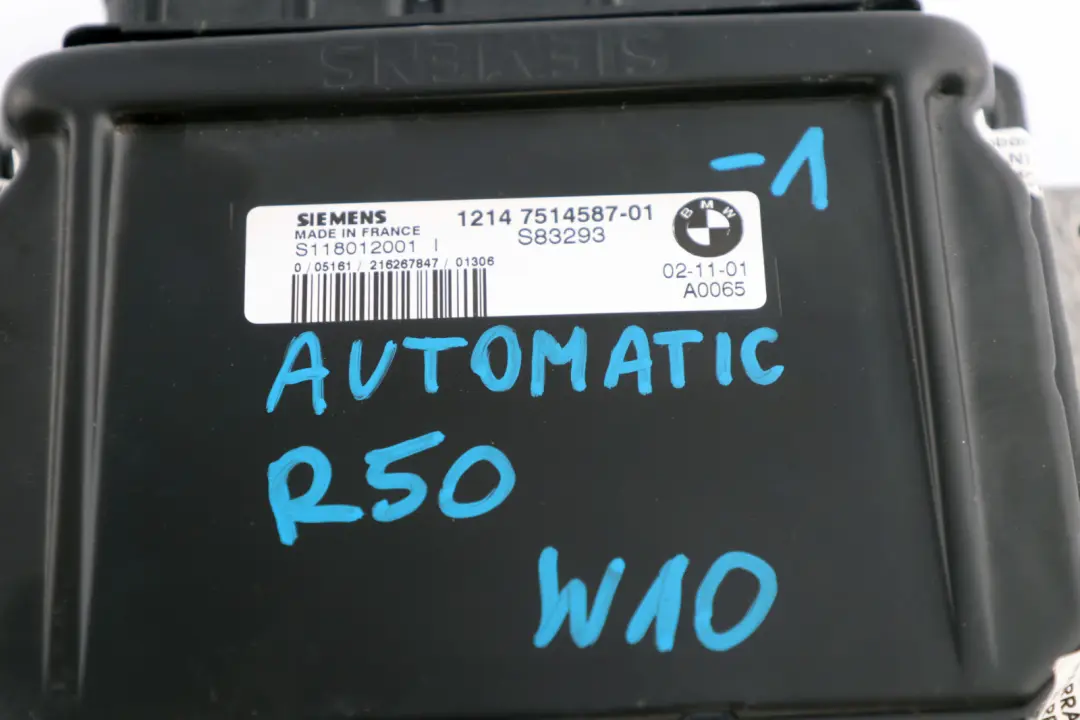 SIEMENS
-1
SIEMENS 1214 7514587-01 BMW
MADE IN FRANCE S83293
S118012001 I 02-11-01
0 / 05161 / 216267847 / 01306 A0065
AUTOMATIC
R50
W10